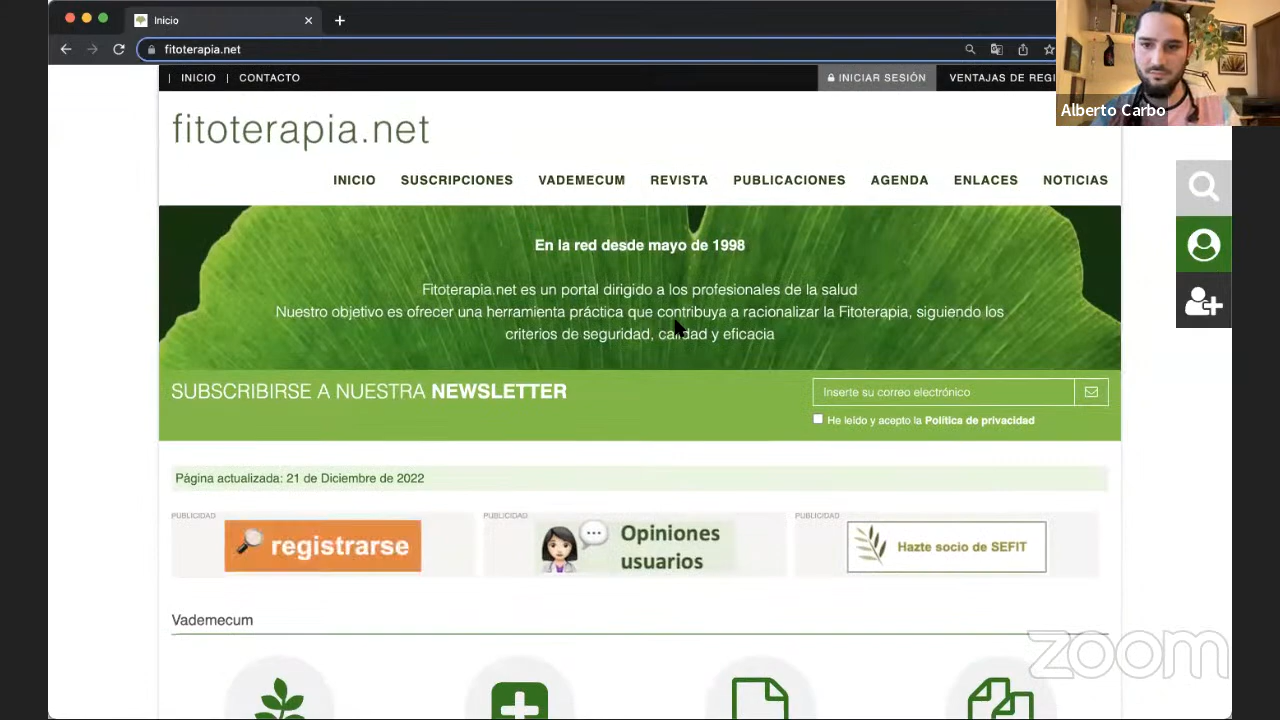 Inicio
fitoterapia.net
INICIO
CONTACTO
INICIAR SESIÓN
VENTAJAS DE REGI
Alberto Carbo
fitoterapia.net
INICIO
SUSCRIPCIONES
VADEMECUM
REVISTA
PUBLICACIONES
AGENDA
ENLACES
NOTICIAS
En la red desde mayo de 1998
Fitoterapia.net es un portal dirigido a los profesionales de la salud
Nuestro objetivo es ofrecer una herramienta práctica que contribuya a racionalizar la Fitoterapia, siguiendo los
criterios de seguridad, calidad y eficacia
SUBSCRIBIRSE A NUESTRA NEWSLETTER
Inserte su correo electrónico
He leído y acepto la Política de privacidad
Página actualizada: 21 de Diciembre de 2022
PUBLICIDAD
registrarse
PUBLICIDAD
Opiniones
usuarios
PUBLICIDAD
Hazte socio de SEFIT
Vademecum
zoom